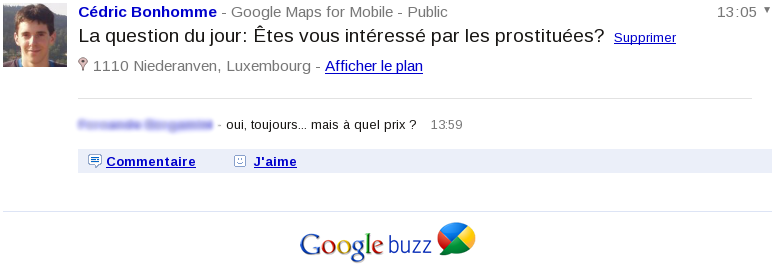 Cédric Bonhomme - Google Maps for Mobile - Public 13:05
La question du jour: Êtes vous intéressé par les prostituées? Supprimer
1110 Niederanven, Luxembourg - Afficher le plan
- oui, toujours... mais à quel prix ? 13:59
Commentaire J'aime
Google buzz